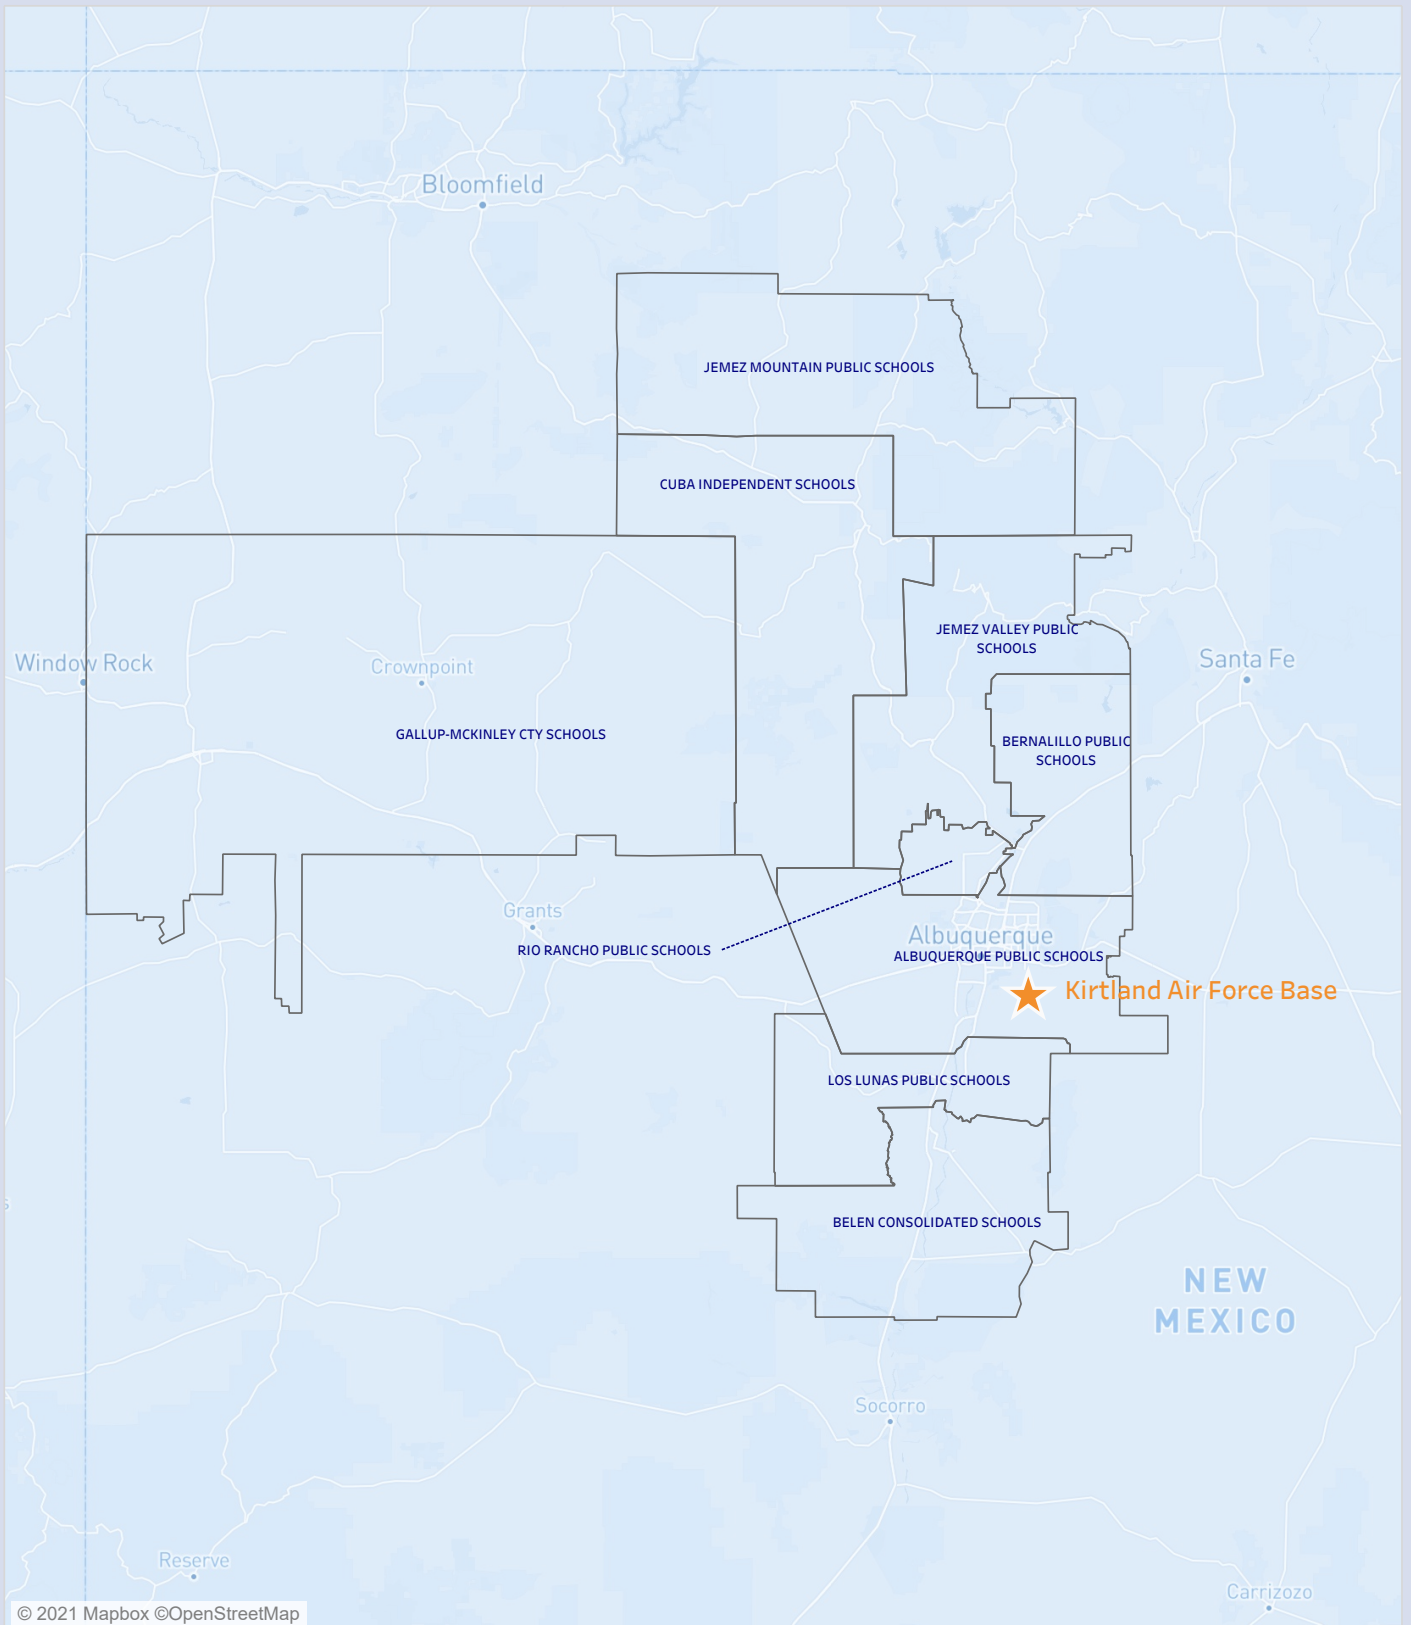 Bloomfield
JEMEZ MOUNTAIN PUBLIC SCHOOLS
CUBA INDEPENDENT SCHOOLS
JEMEZ VALLEY PUBLIC
SCHOOLS
Window Rock
Crownpoint
Santa Fe
GALLUP-MCKINLEY CTY SCHOOLS
BERNALILLO PUBLIC
SCHOOLS
Grants
RIO RANCHO PUBLIC SCHOOLS
Albuquerque
ALBUQUERQUE PUBLIC SCHOOLS
Kirtland Air Force Base
LOS LUNAS PUBLIC SCHOOLS
BELEN CONSOLIDATED SCHOOLS
NEW
MEXICO
Socorro
Reserve
Carrizozo
© 2021 Mapbox ©OpenStreetMap